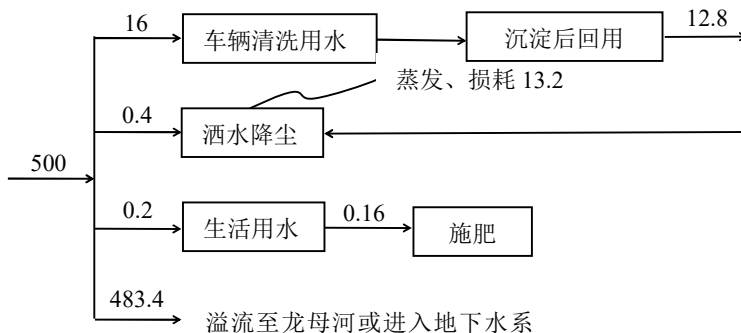 16
车辆清洗用水
沉淀后回用
12.8
蒸发、损耗 13.2
0.4
洒水降尘
500
0.2
生活用水
0.16
施肥
483.4
溢流至龙母河或进入地下水系